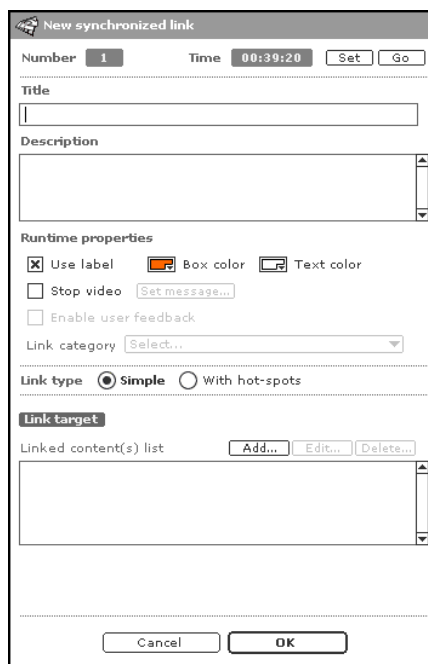 New synchronized link
Number 1 Time 00:39:20 Set Go
Title
Description
Runtime properties
Use label Box color Text color
Stop video Set message...
Enable user feedback
Link category Select...
Link type Simple With hot-spots
Link target
Linked content(s) list Add... Edit... Delete...
Cancel OK